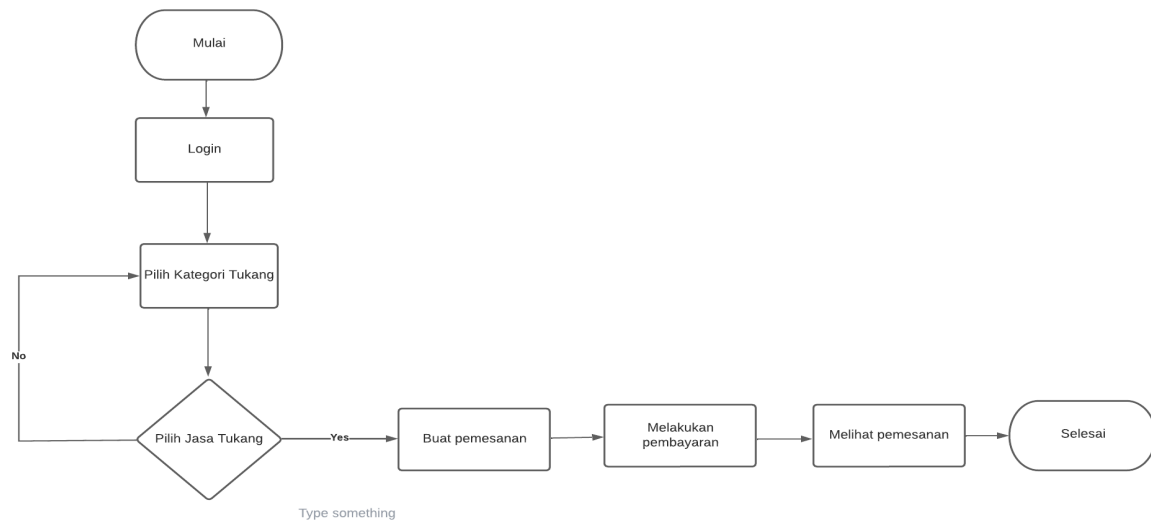 Mulai
Login
Pilih Kategori Tukang
No
Pilih Jasa Tukang
Yes
Buat pemesanan
Melakukan
pembayaran
Melihat pemesanan
Selesai
Type something